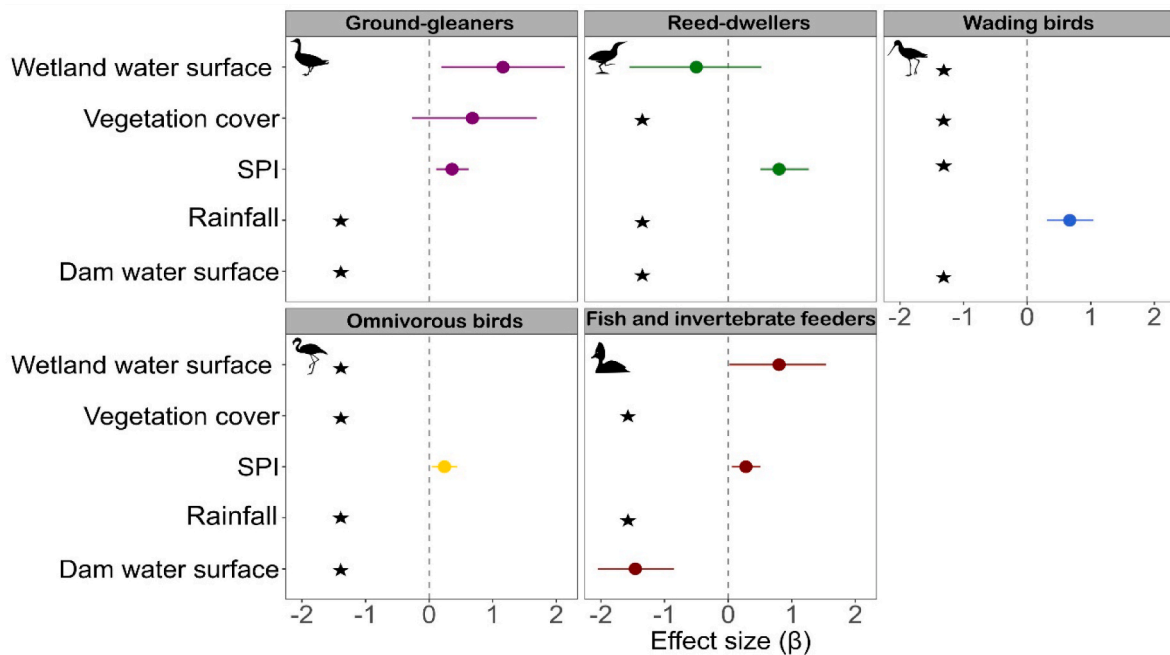 Ground-gleaners
Reed-dwellers
Wading birds
Wetland water surface
Vegetation cover
SPI
Rainfall
Dam water surface
-2 -1 0 1 2
Omnivorous birds
Fish and invertebrate feeders
Wetland water surface
Vegetation cover
SPI
Rainfall
Dam water surface
-2 -1 0 1 2
-2 -1 0 1 2
Effect size (β)